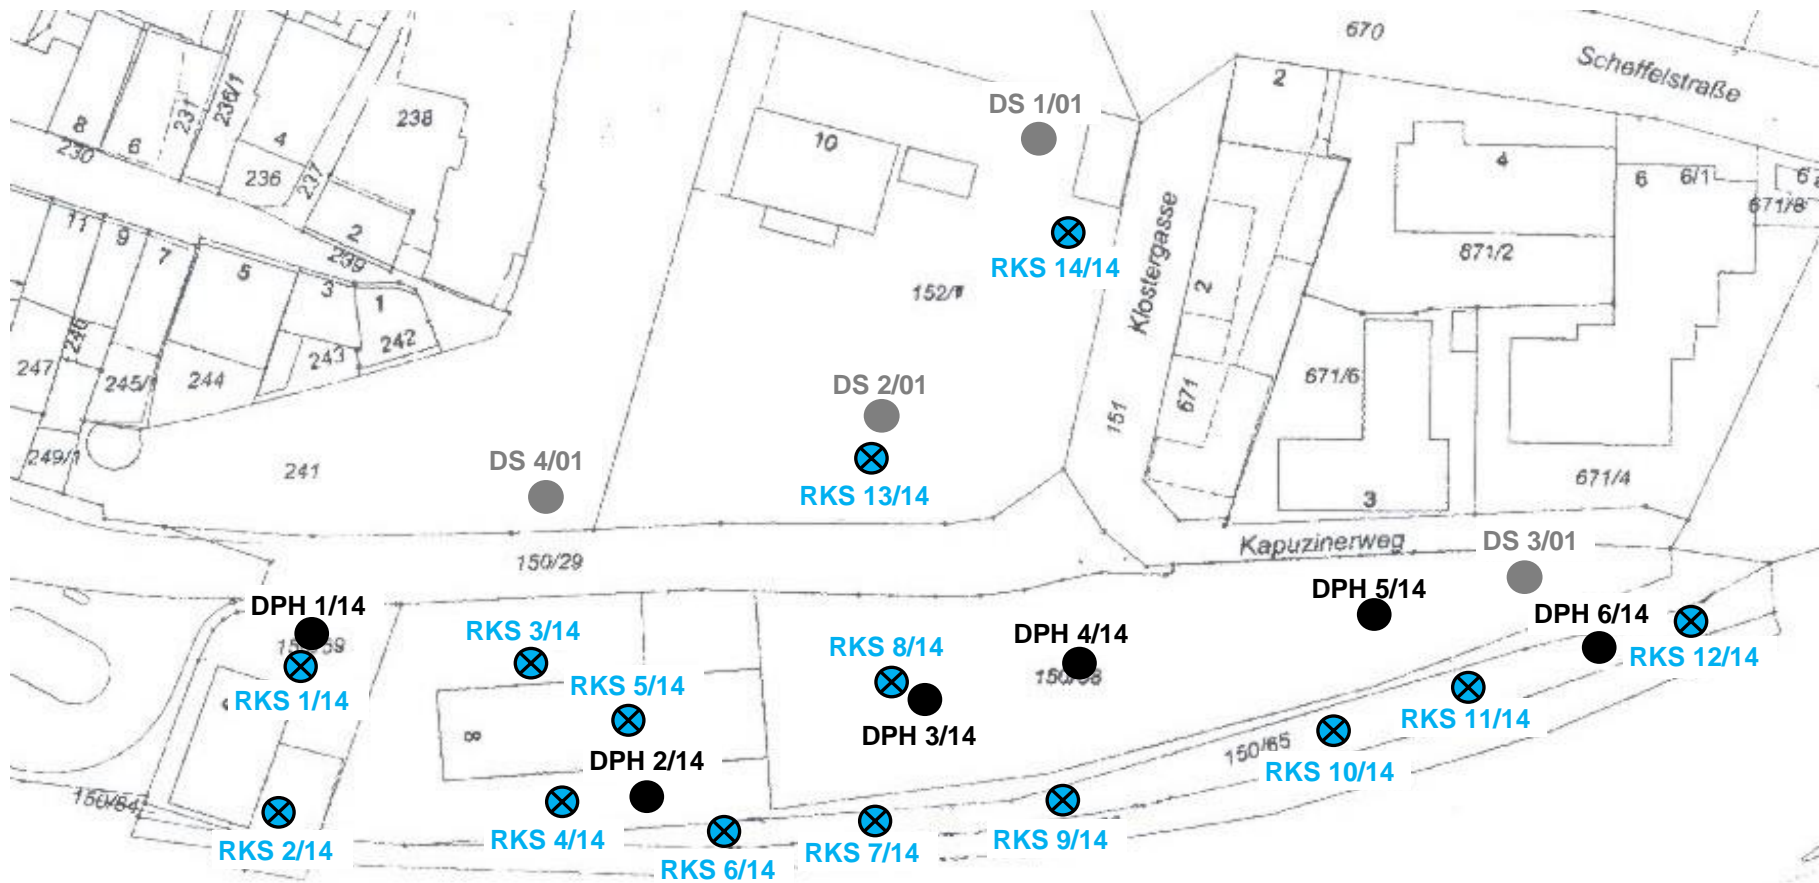 670
Scheffelstraße
2
DS 1/01
238
236/1
231
8
6
4
10
230
236
237
4
6
6/1
671/8
11
9
7
2
239
5
3
1
Klostergasse
RKS 14/14
671/2
152/1
2
242
243
246
247
245/1
244
671/6
671
DS 2/01
151
249/1
241
DS 4/01
RKS 13/14
671/4
3
Kapuzinerweg
DS 3/01
150/29
DPH 1/14
DPH 5/14
DPH 6/14
RKS 3/14
DPH 4/14
RKS 8/14
RKS 12/14
RKS 1/14
RKS 5/14
RKS 11/14
8
DPH 3/14
DPH 2/14
150/65
RKS 10/14
150/64
RKS 2/14
RKS 4/14
RKS 6/14
RKS 7/14
RKS 9/14